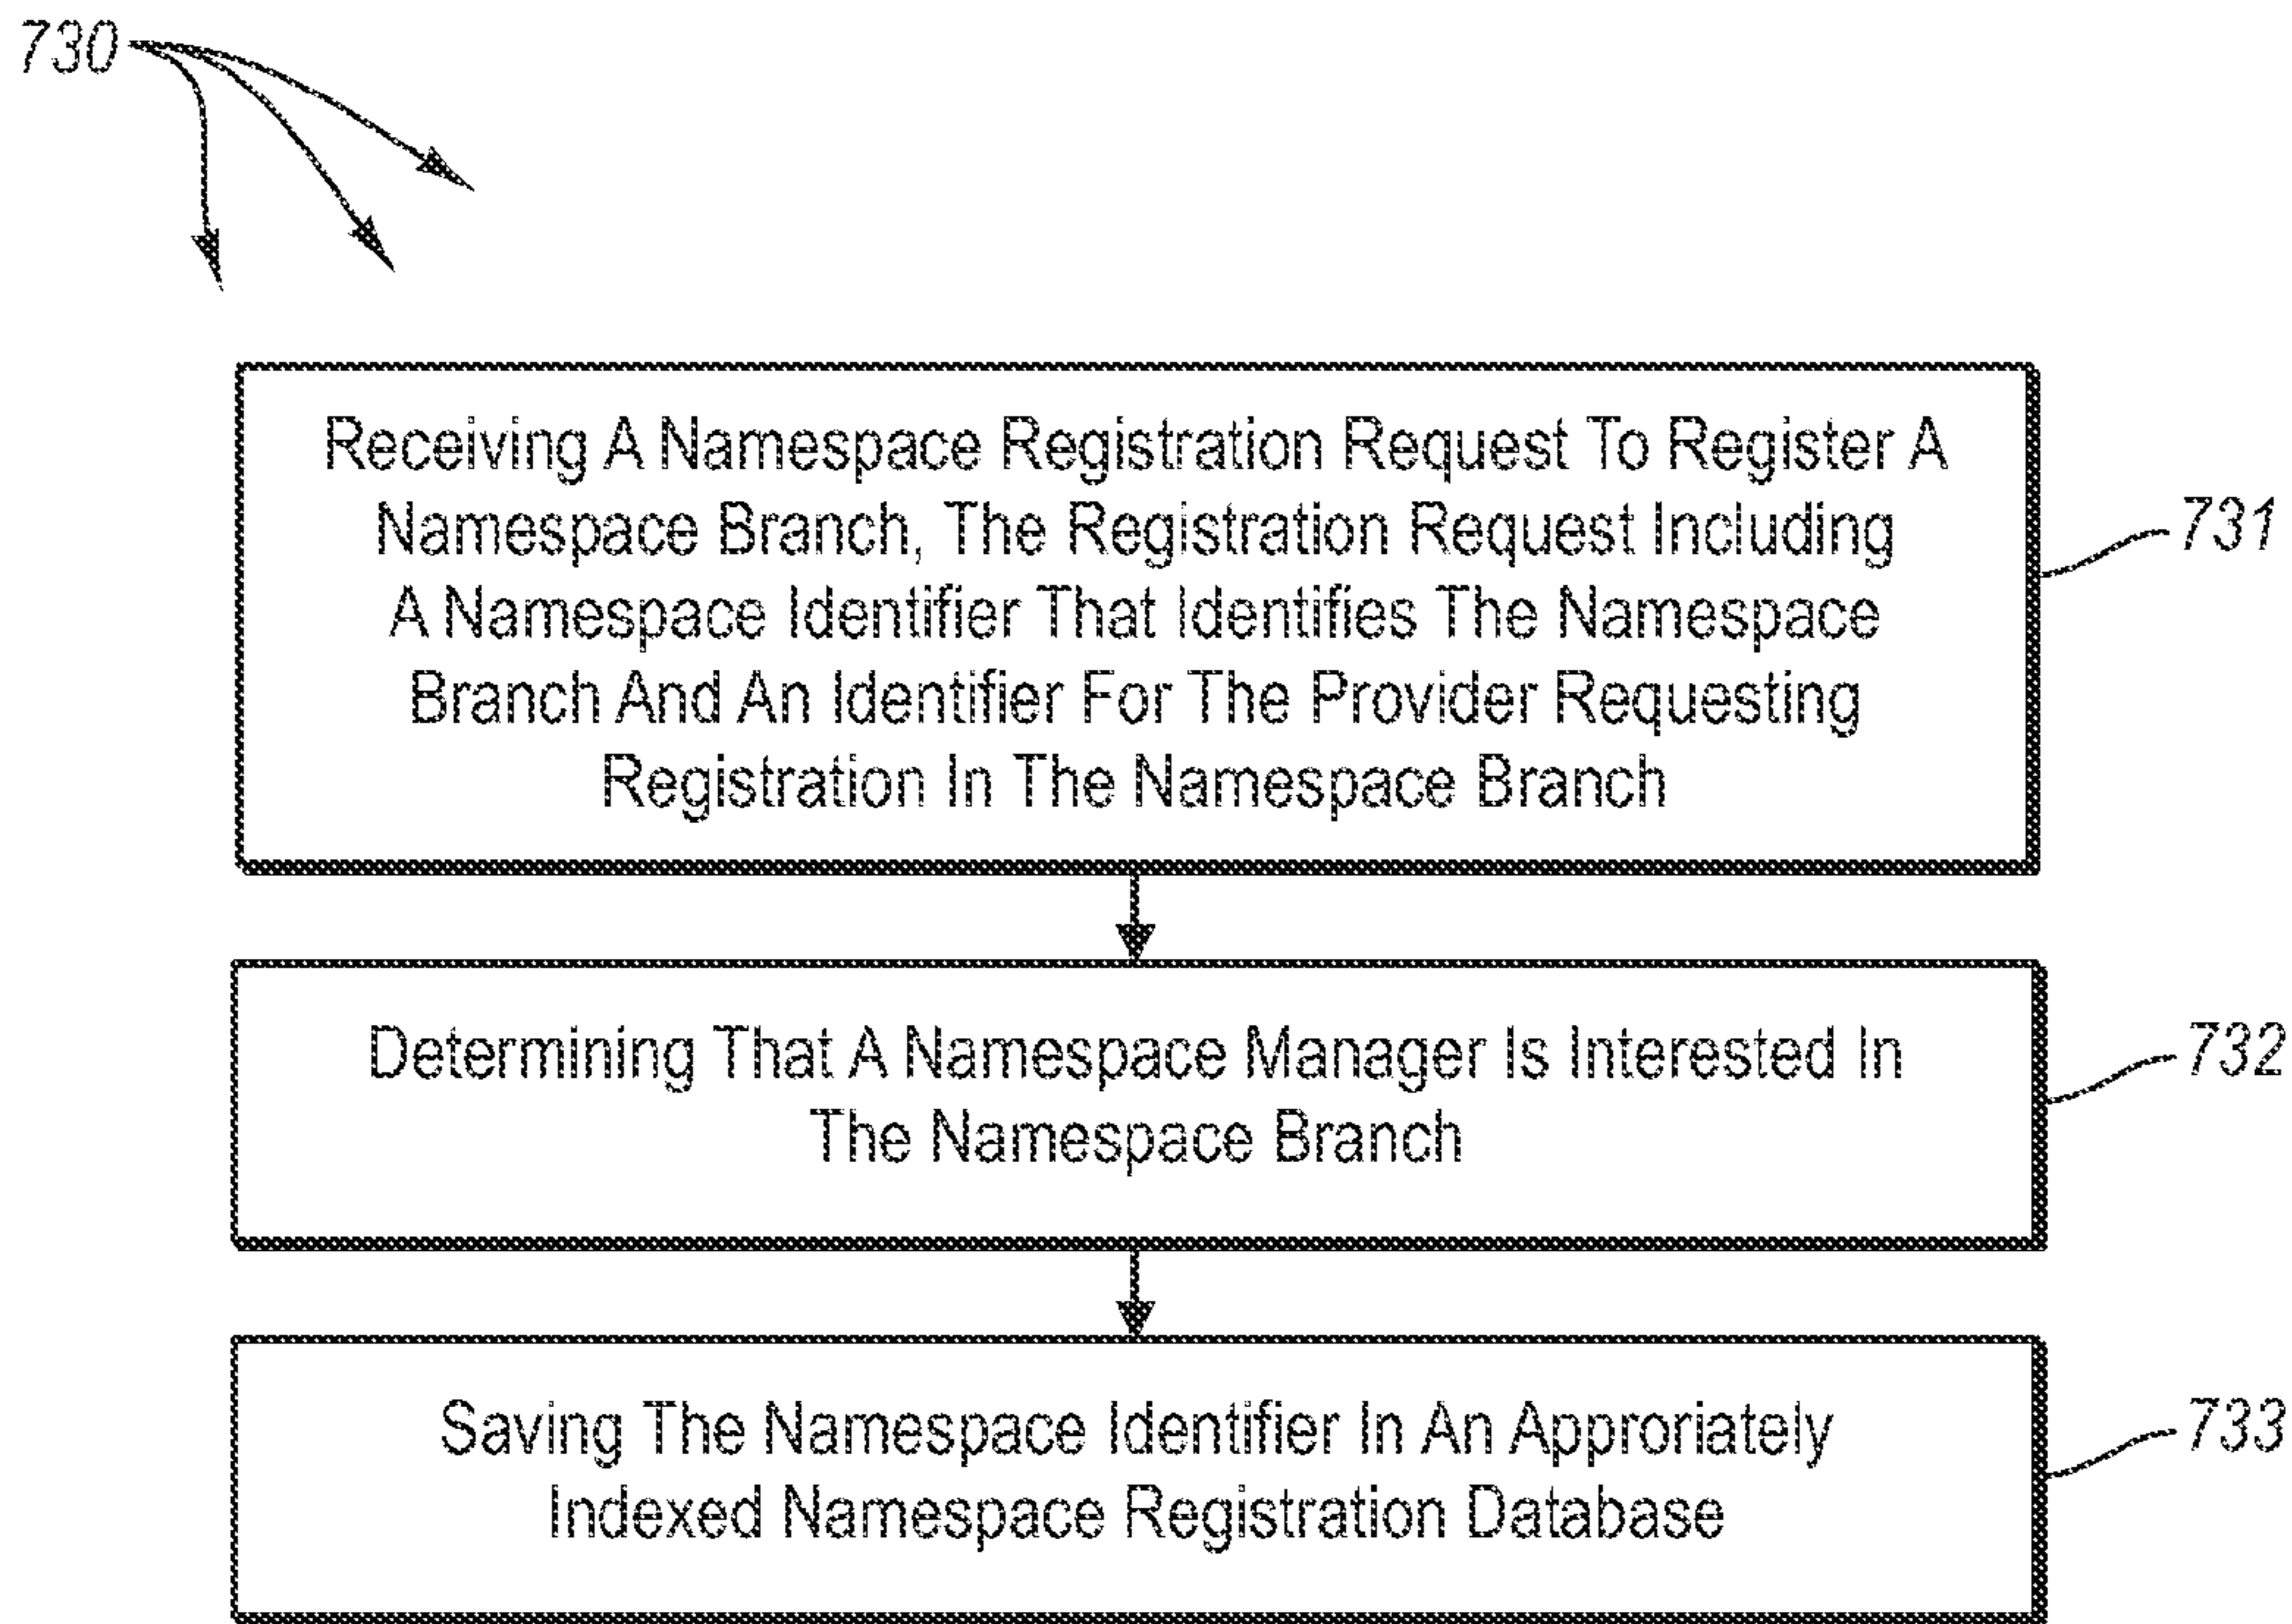 730
Receiving A Namespace Registration Request To Register A
Namespace Branch, The Registration Request Including
A Namespace Identifier That Identifies The Namespace
Branch And An Identifier For The Provider Requesting
Registration In The Namespace Branch
731
Determining That A Namespace Manager Is Interested In
The Namespace Branch
732
Saving The Namespace Identifier In An Approriately
Indexed Namespace Registration Database
733